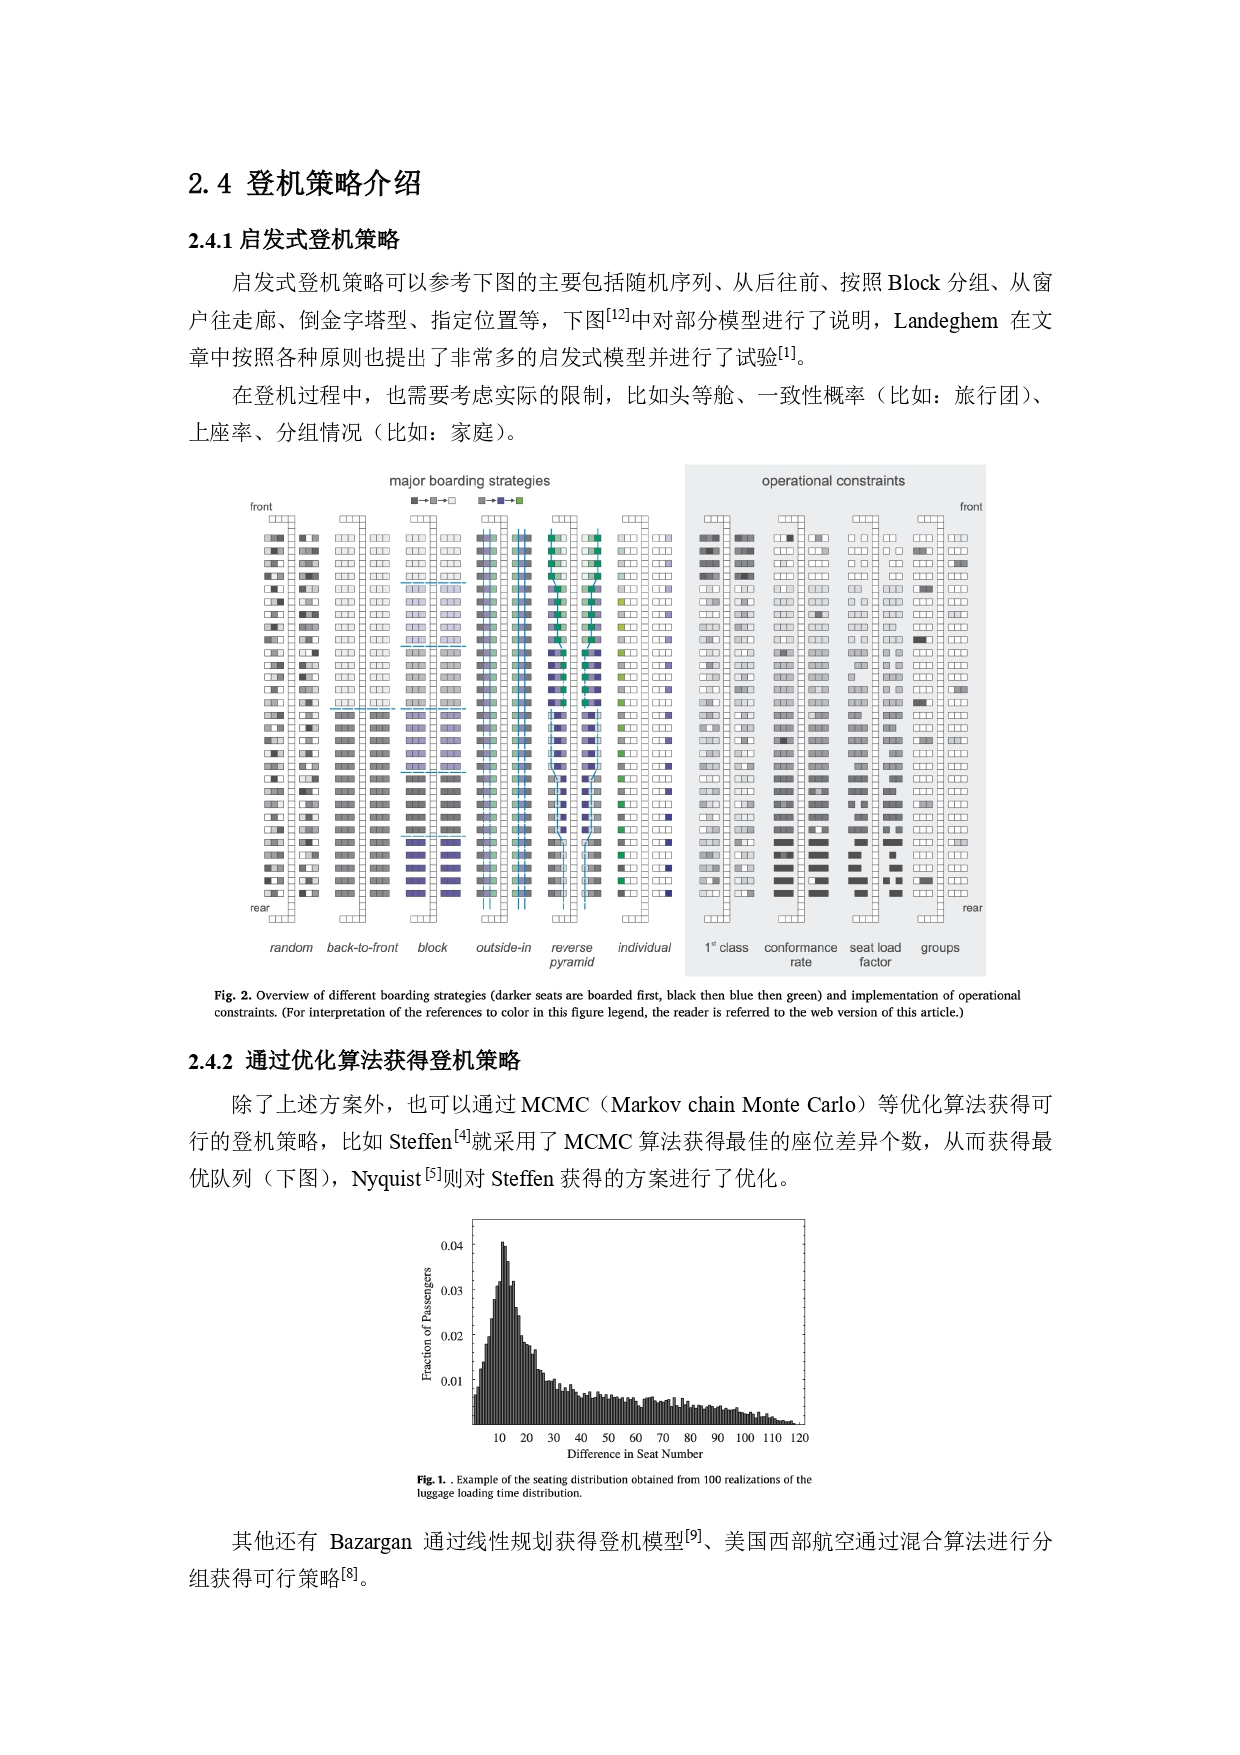 2.4 登机策略介绍
2.4.1 启发式登机策略
启发式登机策略可以参考下图的主要包括随机序列、从后往前、按照 Block 分组、从窗
户往走廊、倒金字塔型、指定位置等，下图[12]中对部分模型进行了说明，Landeghem 在文
章中按照各种原则也提出了非常多的启发式模型并进行了试验[1]。
在登机过程中，也需要考虑实际的限制，比如头等舱、一致性概率（比如：旅行团）、
上座率、分组情况（比如：家庭）。
major boarding strategies
operational constraints
front
front
rear
rear
random back-to-front block outside-in reverse pyramid individual 1st class conformance rate seat load factor groups
Fig. 2. Overview of different boarding strategies (darker seats are boarded first, black then blue then green) and implementation of operational
constraints. (For interpretation of the references to color in this figure legend, the reader is referred to the web version of this article.)
2.4.2 通过优化算法获得登机策略
除了上述方案外，也可以通过 MCMC（Markov chain Monte Carlo）等优化算法获得可
行的登机策略，比如 Steffen[4]就采用了 MCMC 算法获得最佳的座位差异个数，从而获得最
优队列（下图），Nyquist[5]则对 Steffen 获得的方案进行了优化。
0.04
0.03
0.02
0.01
Fraction of Passengers
10 20 30 40 50 60 70 80 90 100 110 120
Difference in Seat Number
Fig. 1. . Example of the seating distribution obtained from 100 realizations of the
luggage loading time distribution.
其他还有 Bazargan 通过线性规划获得登机模型[9]、美国西部航空通过混合算法进行分
组获得可行策略[8]。